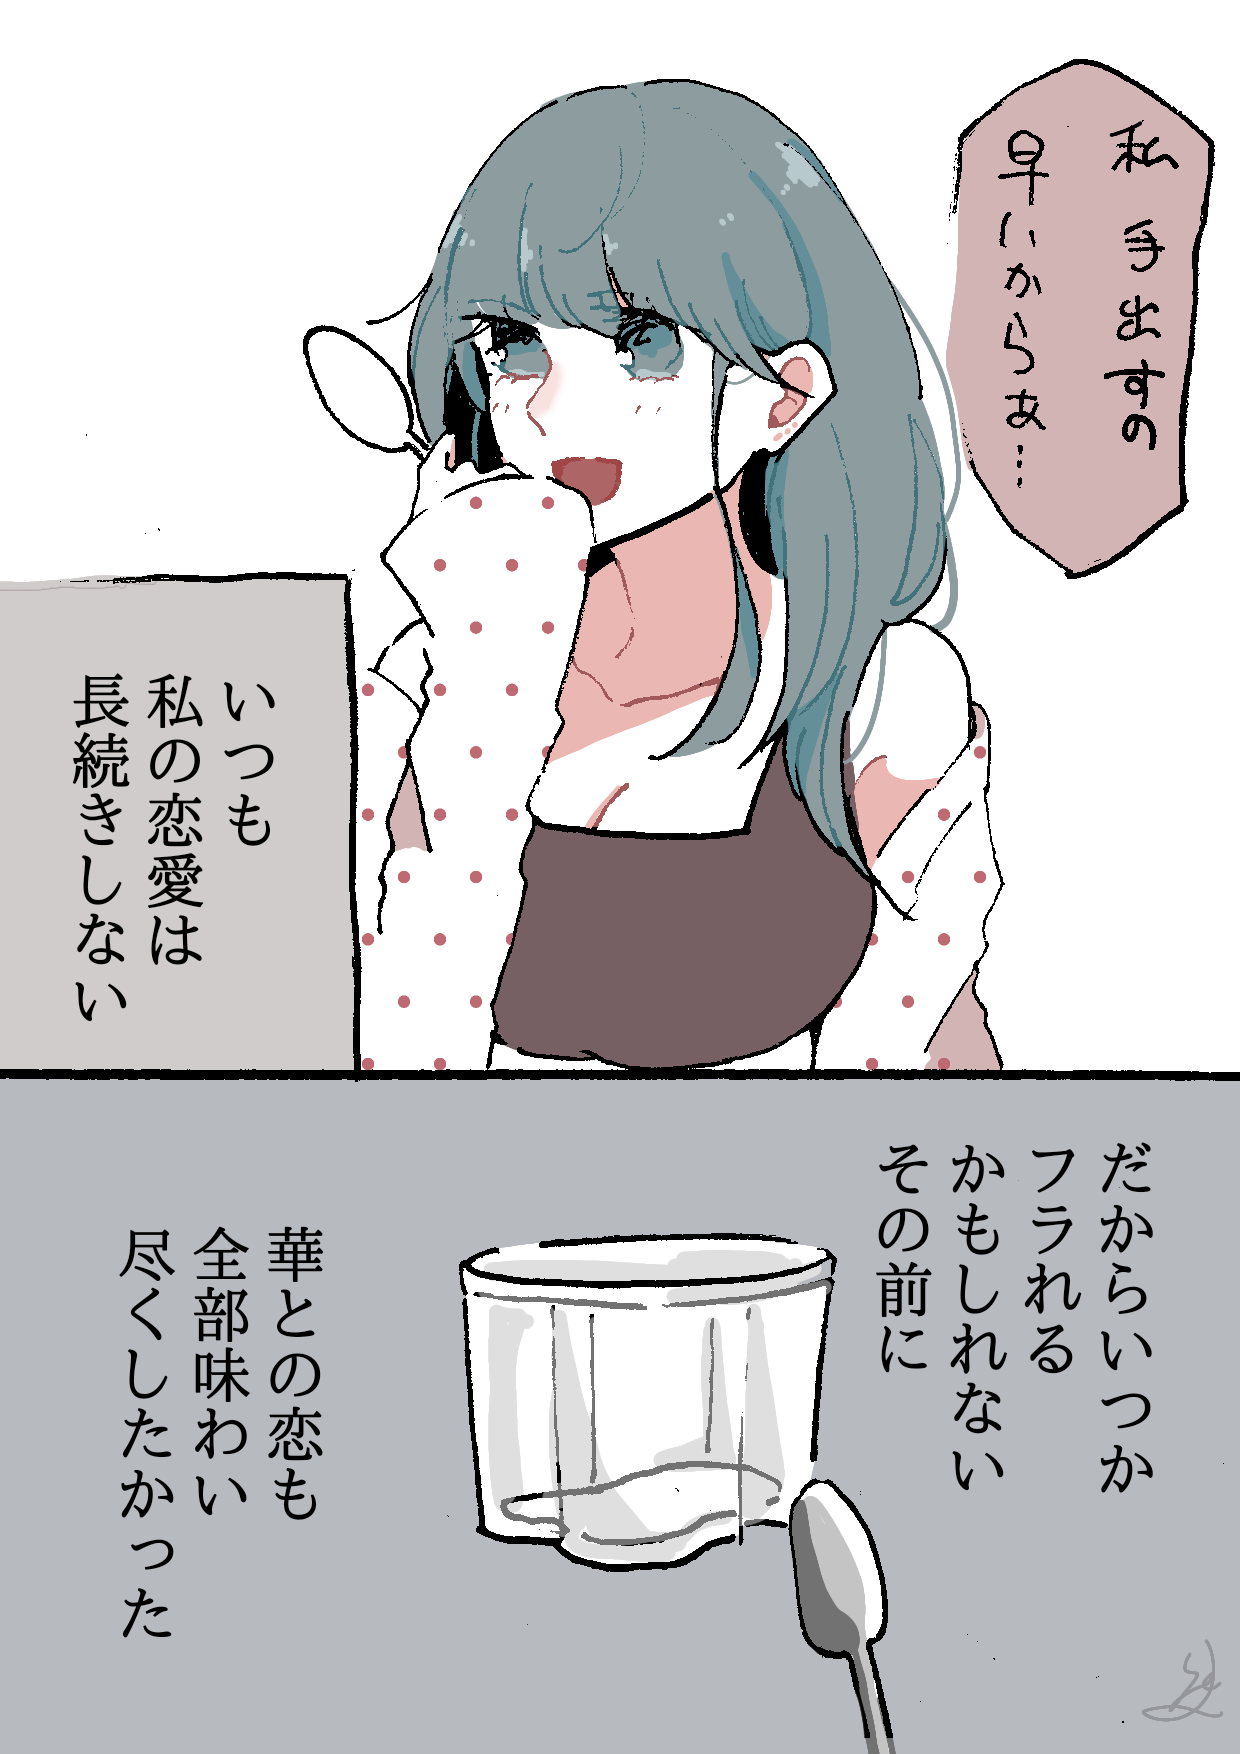 私 手出すの
早いからぁ…
いつも
私の恋愛は
長続きしない
だからいつか
フラれる
かもしれない
その前に
華との恋も
全部味わい
尽くしたかった